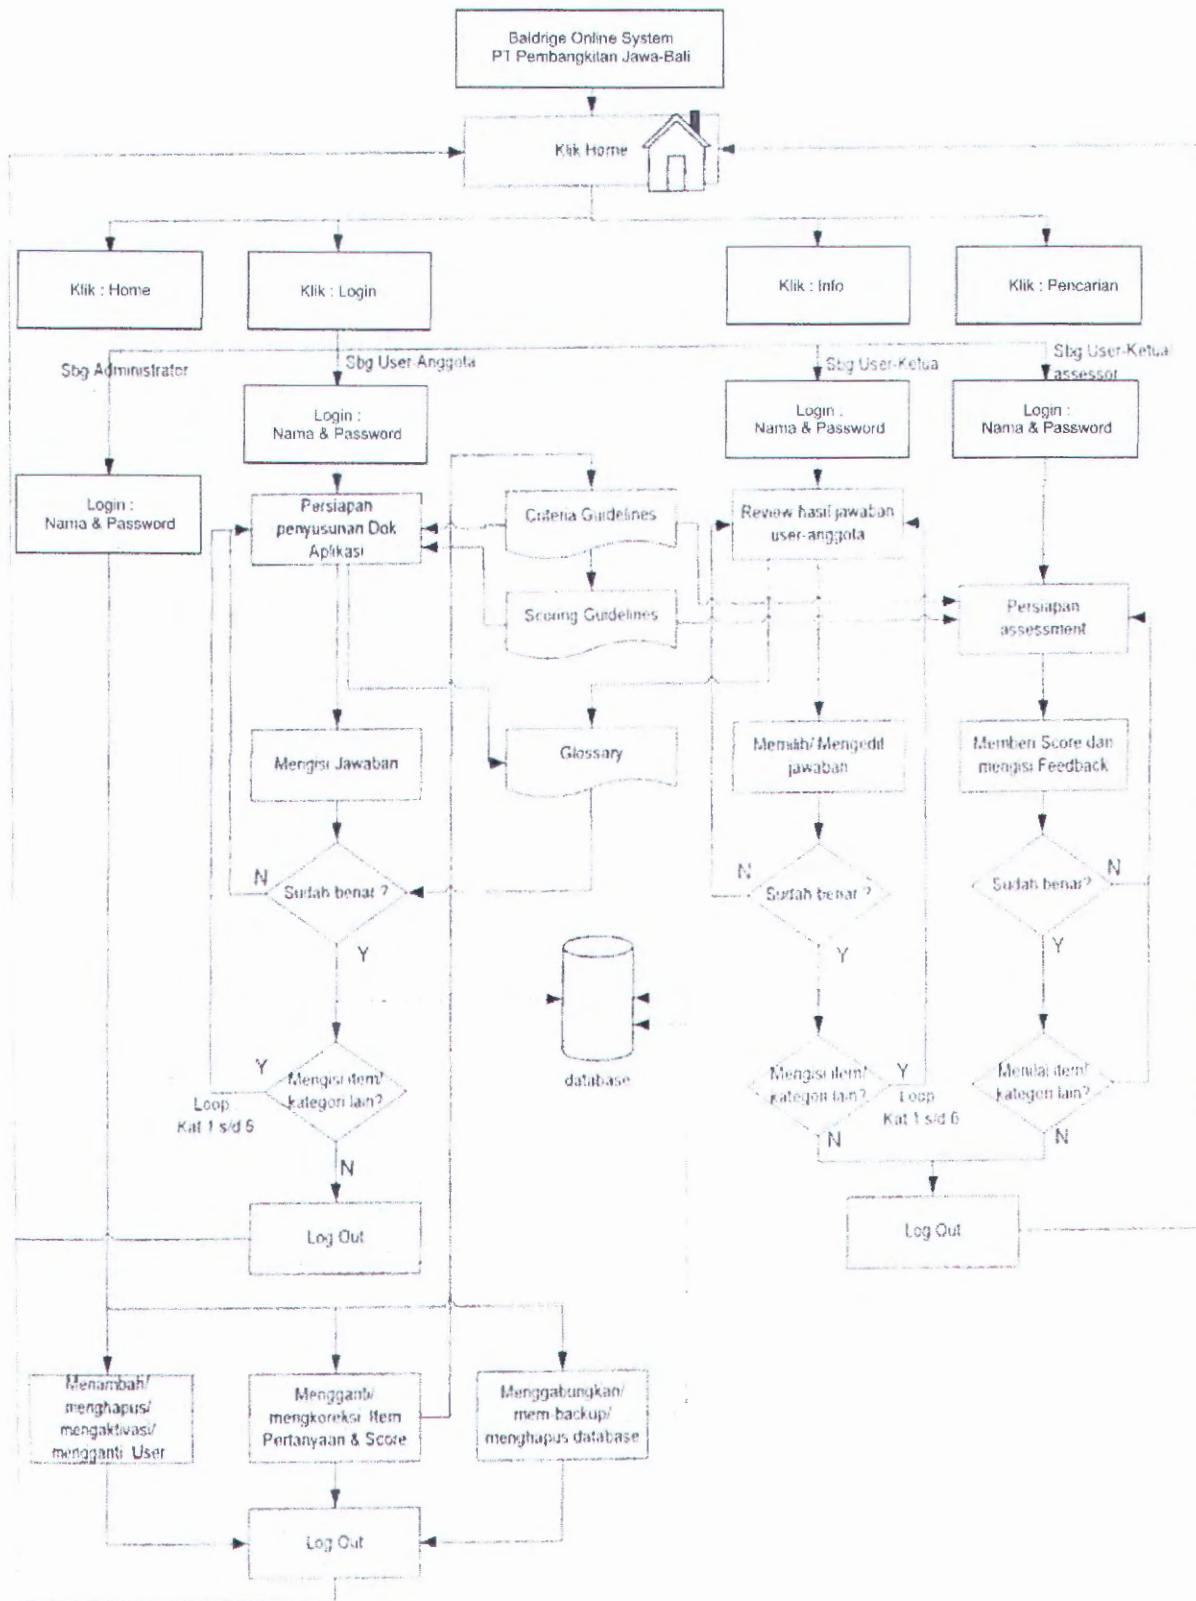 Baldrige Online System
PT Pembangkitan Jawa-Bali
Klik Home
Klik : Home
Klik : Login
Klik : Info
Klik : Pencarian
Sbg Administrator
Sbg User-Anggota
Sbg User-Ketua
Sbg User-Ketua
assessor
Login :
Nama & Password
Login :
Nama & Password
Login :
Nama & Password
Login :
Nama & Password
Persiapan
penyusunan Dok
Aplikasi
Criteria Guidelines
Review hasil jawaban
user-anggota
Scoring Guidelines
Persiapan
assessment
Mengisi Jawaban
Glossary
Memilih/ Mengedit
jawaban
Memberi Score dan
mengisi Feedback
N
Sudah benar ?
Y
N
Sudah benar ?
Y
Sudah benar?
N
Y
database
Y
Mengisi item/
kategori lain?
Loop
Kat 1 s/d 6
N
Mengisi item/
kategori lain?
Y
Loop
Kat 1 s/d 6
N
Menilai item/
kategori lain?
N
Log Out
Log Out
Menambah/
menghapus/
mengaktivasi/
mengganti User
Mengganti/
mengkoreksi Item
Pertanyaan & Score
Menggabungkan/
mem-backup/
menghapus database
Log Out